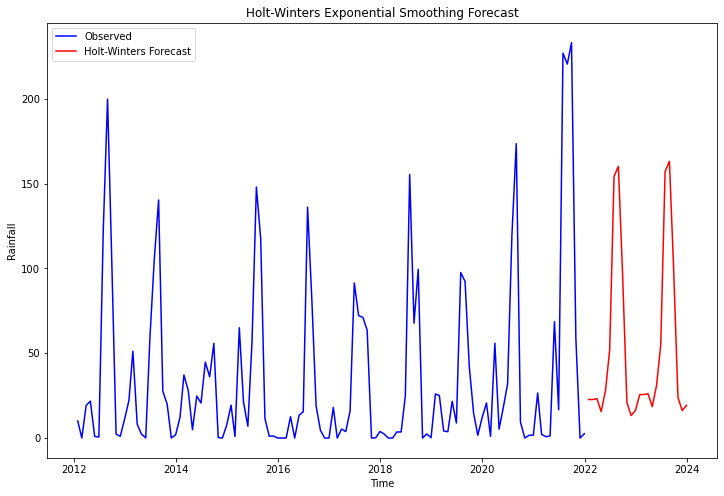 Holt-Winters Exponential Smoothing Forecast
Observed
Holt-Winters Forecast
Rainfall
200
150
100
50
0
2012 2014 2016 2018 2020 2022 2024
Time